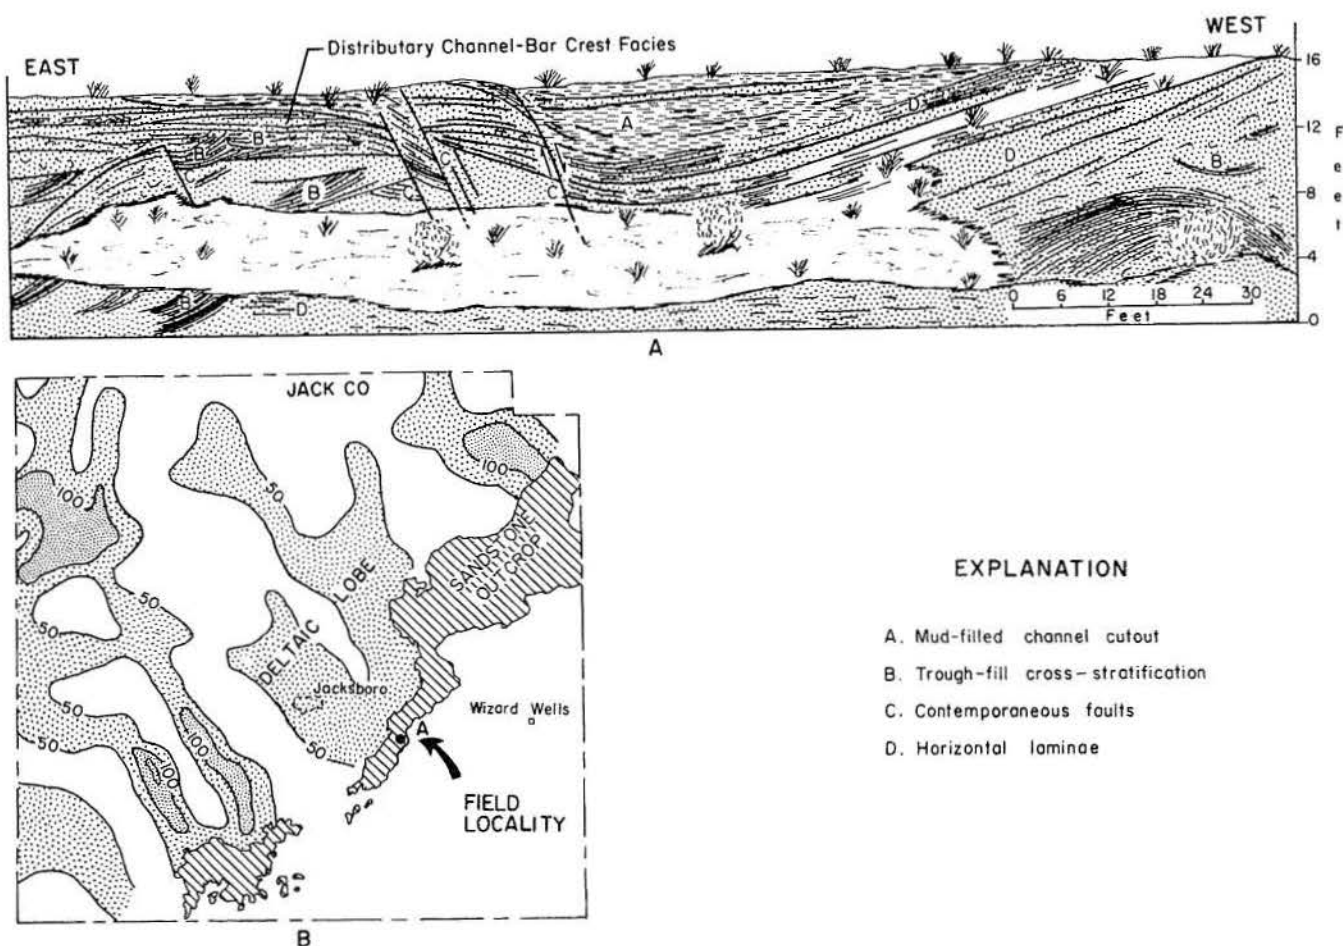 EAST
Distributary Channel-Bar Crest Facies
WEST
16
12
8
4
0
Feet
A
B
B
B
B
B
C
C
C
C
D
D
D
0 6 12 18 24 30
Feet
A
JACK CO
100
50
100
50
50
50
100
100
50
DELTAIC LOBE
SANDSTONE OUTCROP
Jacksboro
Wizard Wells
A
FIELD
LOCALITY
B
EXPLANATION
A. Mud-filled channel cutout
B. Trough-fill cross-stratification
C. Contemporaneous faults
D. Horizontal laminae